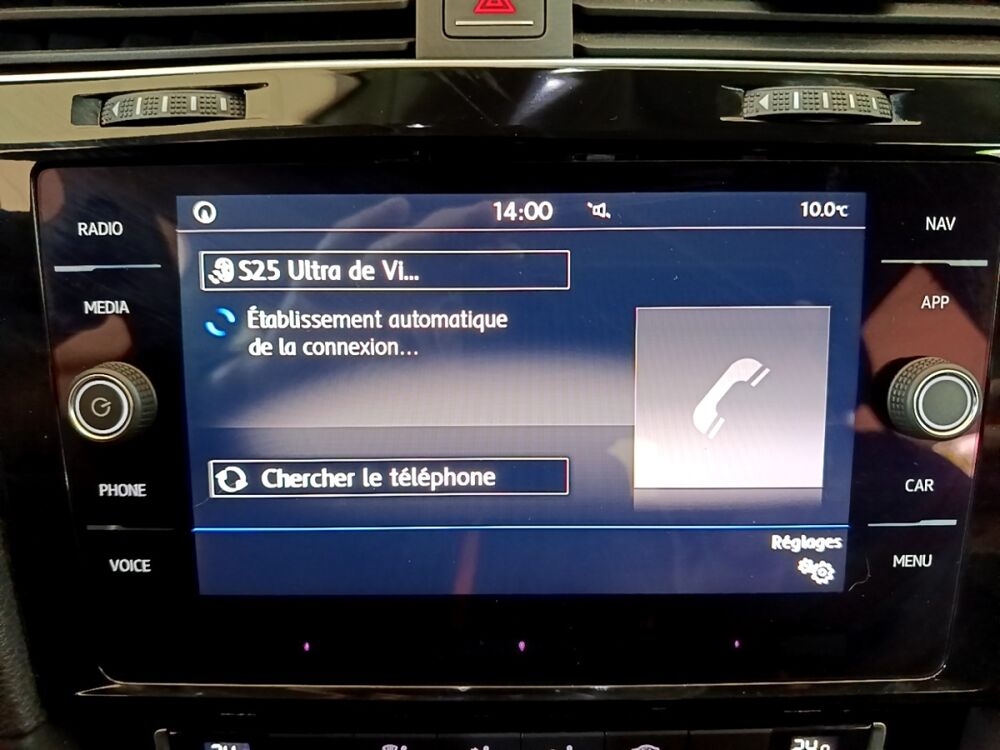 14:00
10.0°c
RADIO
NAV
S25 Ultra de Vi...
MEDIA
APP
Établissement automatique
de la connexion...
PHONE
Chercher le téléphone
CAR
Réglages
VOICE
MENU